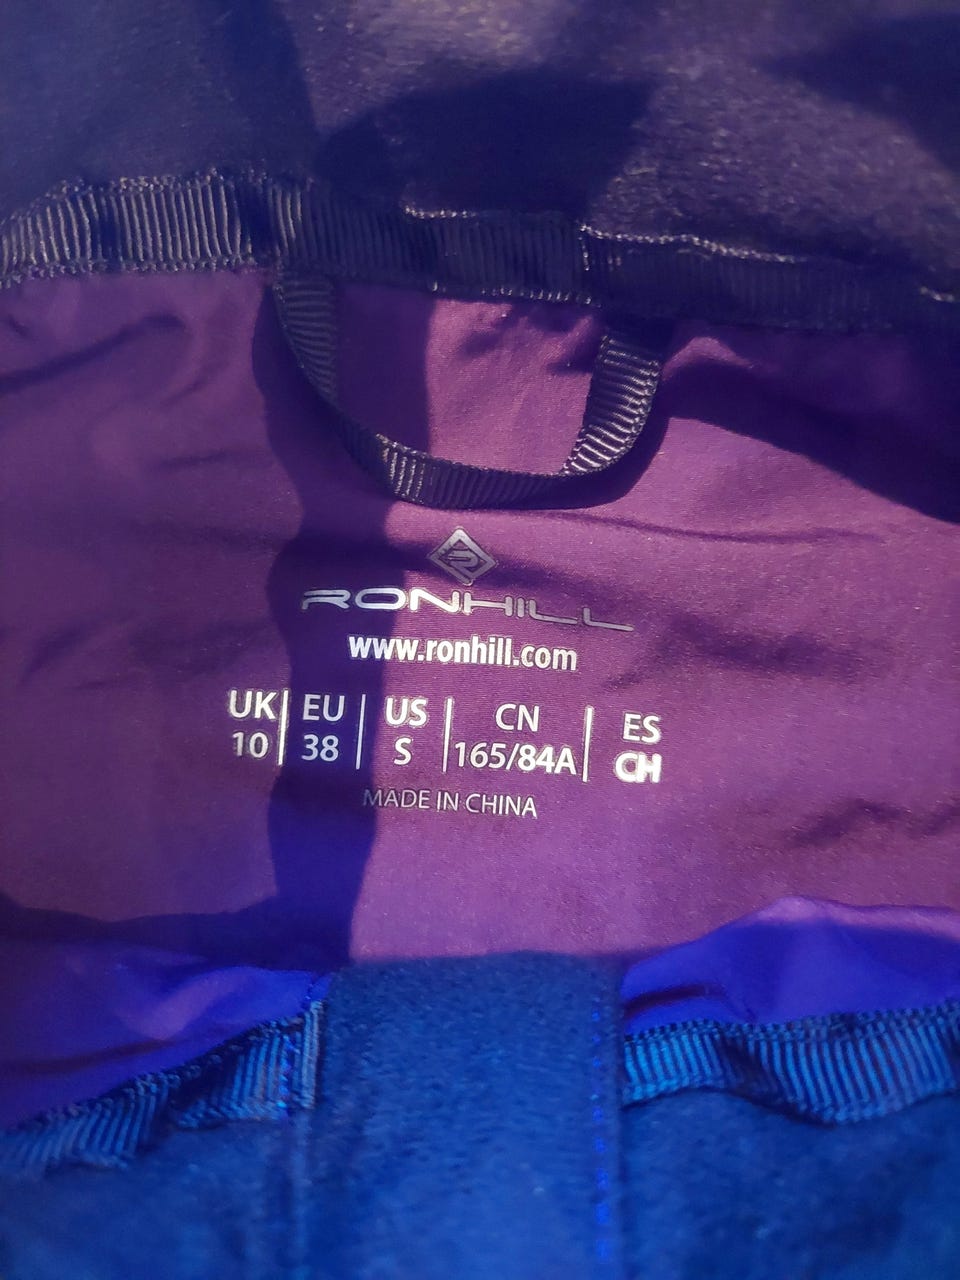 RONHILL
www.ronhill.com
UK EU US CN ES
10 38 S 165/84A CH
MADE IN CHINA